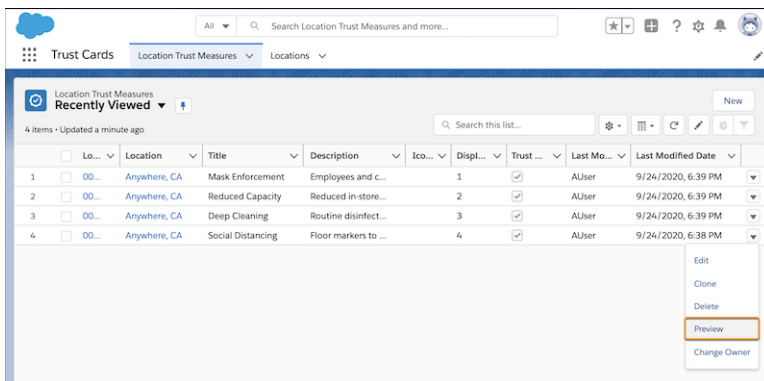 All Search Location Trust Measures and more...
Trust Cards Location Trust Measures Locations
Location Trust Measures
Recently Viewed
New
4 items • Updated a minute ago
Search this list...
Lo... Location Title Description Ico... Displ... Trust ... Last Mo... Last Modified Date
1 00... Anywhere, CA Mask Enforcement Employees and c... 1 AUser 9/24/2020, 6:39 PM
2 00... Anywhere, CA Reduced Capacity Reduced in-store... 2 AUser 9/24/2020, 6:39 PM
3 00... Anywhere, CA Deep Cleaning Routine disinfect... 3 AUser 9/24/2020, 6:39 PM
4 00... Anywhere, CA Social Distancing Floor markers to ... 4 AUser 9/24/2020, 6:38 PM
Edit
Clone
Delete
Preview
Change Owner